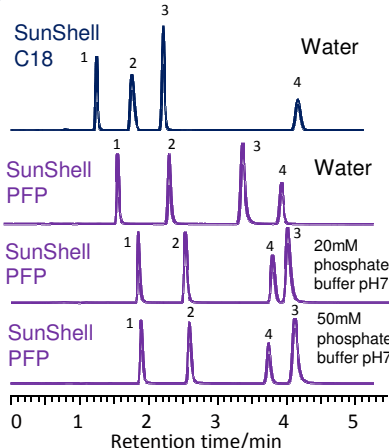 3
SunShell
C18
1
2
Water
4
1
2
3
SunShell
PFP
4
Water
1
2
4
3
SunShell
PFP
20mM
phosphate
buffer pH7
1
2
4
3
SunShell
PFP
50mM
phosphate
buffer pH7
0 1 2 3 4 5
Retention time/min